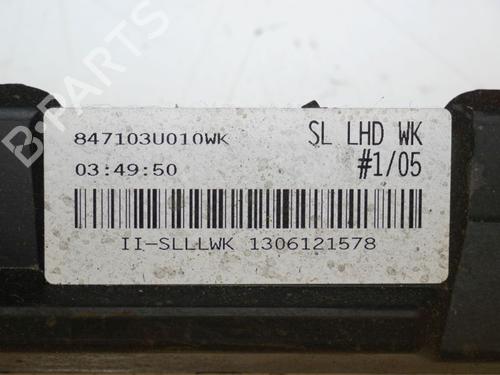 847103U010WK SL LHD WK
03:49:50 #1/05
II-SLLLWK 1306121578
B-PARTS